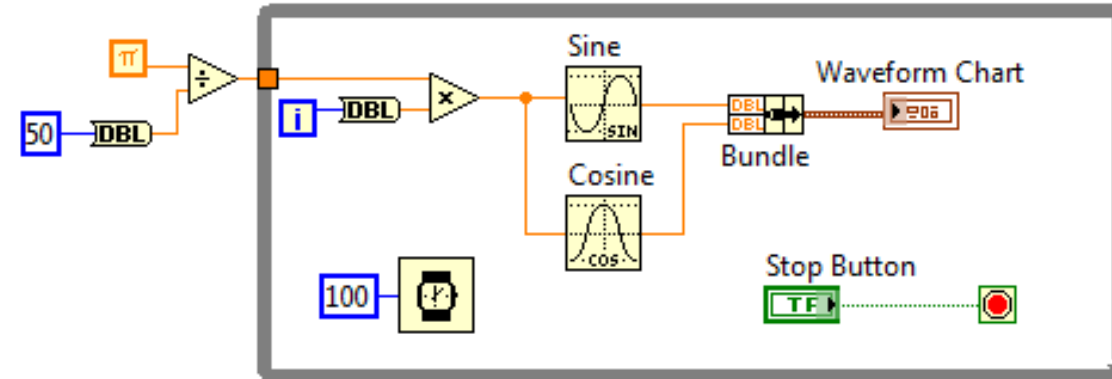 Sine
Waveform Chart
π
÷
50
DBL
i
DBL
x
SIN
DBL
DBL
Bundle
Cosine
COS
100
Stop Button
TF